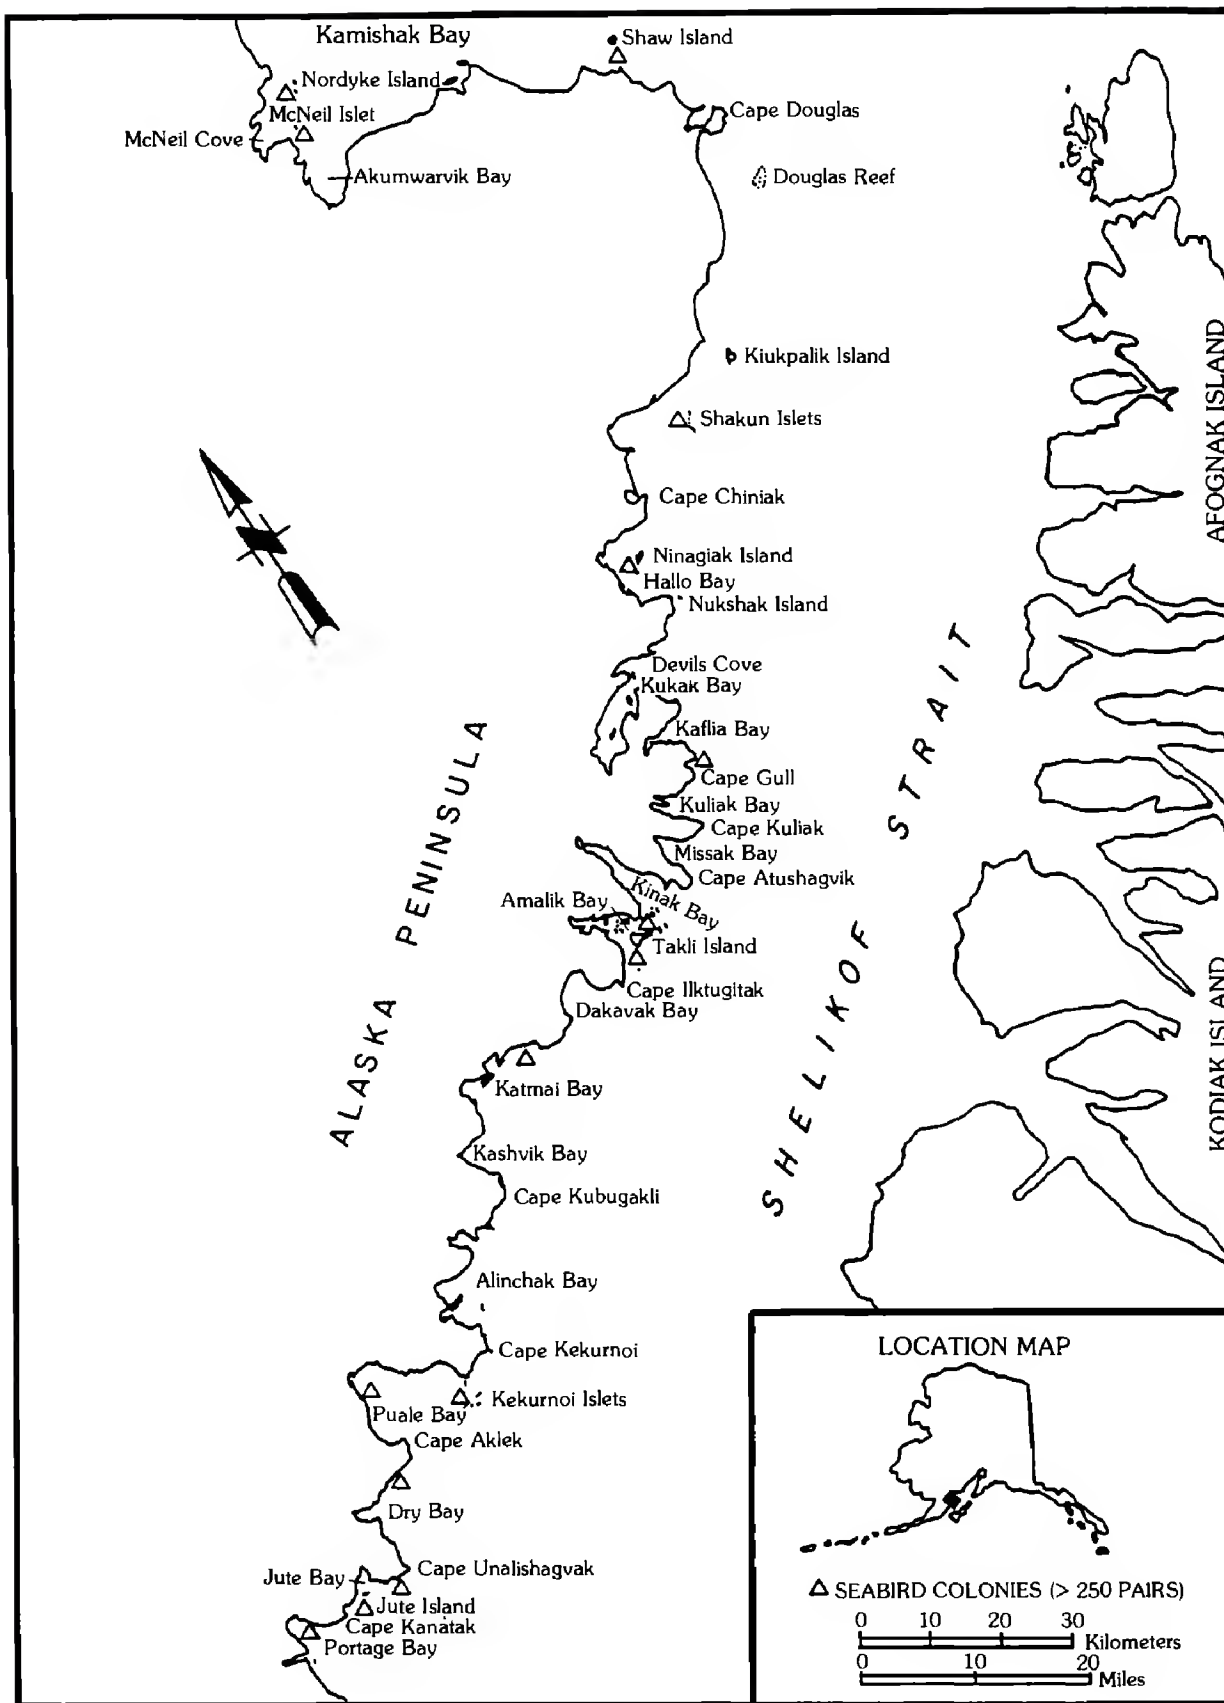 Kamishak Bay
Shaw Island
Nordyke Island
McNeil Islet
Cape Douglas
McNeil Cove
Akumwarvik Bay
Douglas Reef
AFOGNAK ISLAND
Kiukpalik Island
Shakun Islets
Cape Chiniak
Ninagiak Island
Hallo Bay
Nukshak Island
Devils Cove
Kukak Bay
Kaflia Bay
Cape Gull
Kuliak Bay
Cape Kuliak
Missak Bay
Cape Atushagvik
Kinak Bay
Amalik Bay
Takli Island
Cape Ilktugitak
Dakavak Bay
ALASKA PENINSULA
SHELIKOF STRAIT
KODIAK ISLAND
Katmai Bay
Kashvik Bay
Cape Kubugakli
Alinchak Bay
Cape Kekurnoi
Kekurnoi Islets
Puale Bay
Cape Aklek
Dry Bay
Cape Unalishagvak
Jute Bay
Jute Island
Cape Kanatak
Portage Bay
LOCATION MAP
SEABIRD COLONIES (> 250 PAIRS)
0 10 20 30
Kilometers
0 10 20
Miles